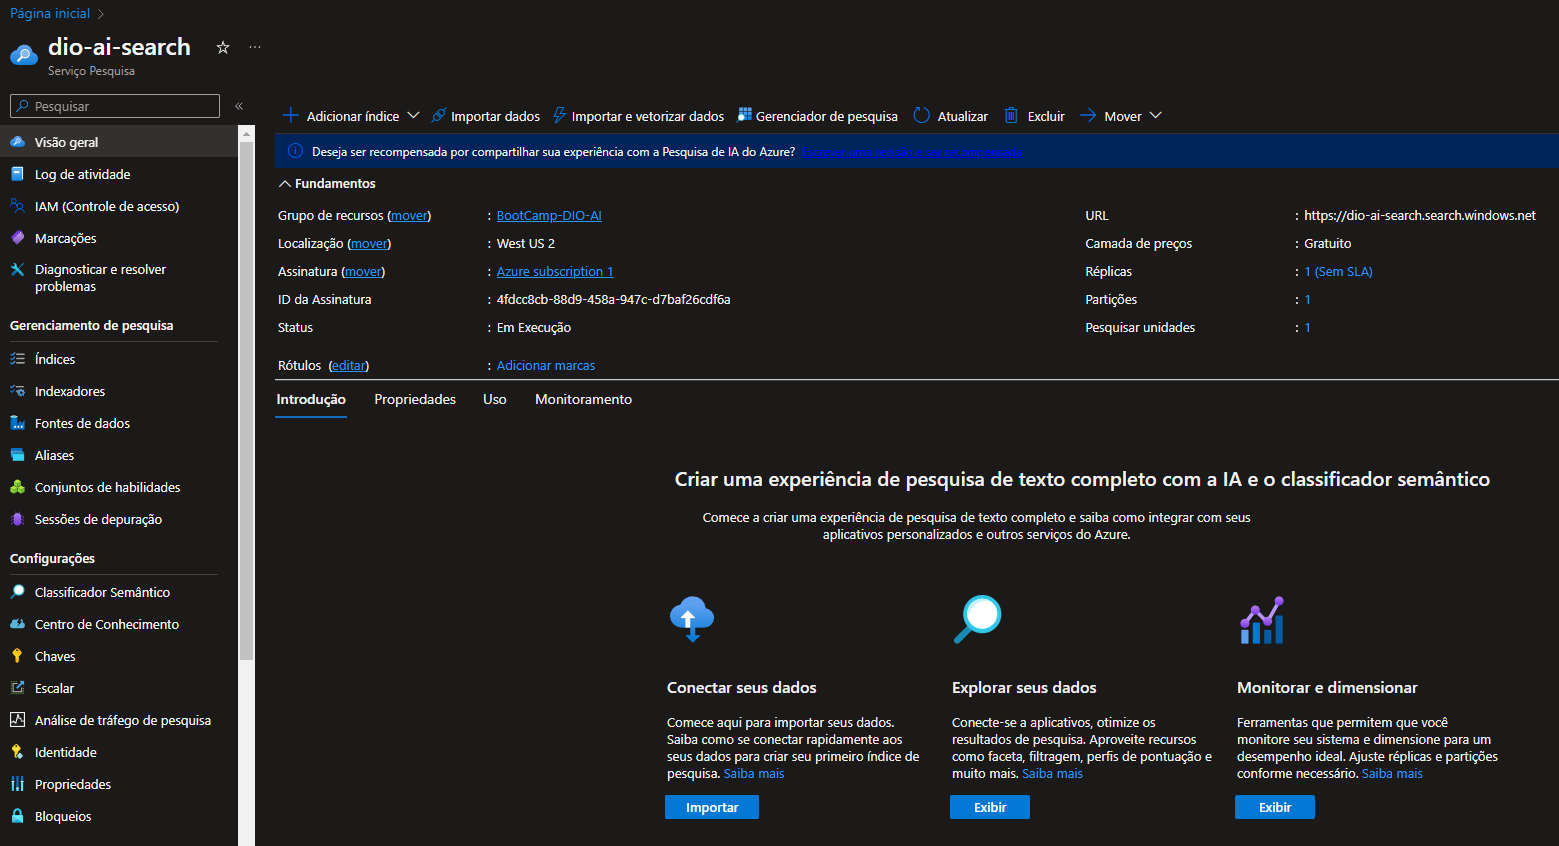 Página inicial
dio-ai-search
Serviço Pesquisa
Pesquisar
Visão geral
Log de atividade
IAM (Controle de acesso)
Marcações
Diagnosticar e resolver
problemas
Gerenciamento de pesquisa
Índices
Indexadores
Fontes de dados
Aliases
Conjuntos de habilidades
Sessões de depuração
Configurações
Classificador Semântico
Centro de Conhecimento
Chaves
Escalar
Análise de tráfego de pesquisa
Identidade
Propriedades
Bloqueios
Adicionar índice Importar dados Importar e vetorizar dados Gerenciador de pesquisa Atualizar Excluir Mover
Deseja ser recompensada por compartilhar sua experiência com a Pesquisa de IA do Azure?
Fundamentos
Grupo de recursos (mover) : BootCamp-DIO-AI
Localização (mover) : West US 2
Assinatura (mover) : Azure subscription 1
ID da Assinatura : 4fdcc8cb-88d9-458a-947c-d7baf26cdf6a
Status : Em Execução
Rótulos (editar) : Adicionar marcas
URL : https://dio-ai-search.search.windows.net
Camada de preços : Gratuito
Réplicas : 1 (Sem SLA)
Partições : 1
Pesquisar unidades : 1
Introdução Propriedades Uso Monitoramento
Criar uma experiência de pesquisa de texto completo com a IA e o classificador semântico
Comece a criar uma experiência de pesquisa de texto completo e saiba como integrar com seus
aplicativos personalizados e outros serviços do Azure.
Conectar seus dados
Comece aqui para importar seus dados.
Saiba como se conectar rapidamente aos
seus dados para criar seu primeiro índice de
pesquisa. Saiba mais
Importar
Explorar seus dados
Conecte-se a aplicativos, otimize os
resultados de pesquisa. Aproveite recursos
como faceta, filtragem, perfis de pontuação e
muito mais. Saiba mais
Exibir
Monitorar e dimensionar
Ferramentas que permitem que você
monitore seu sistema e dimensione para um
desempenho ideal. Ajuste réplicas e partições
conforme necessário. Saiba mais
Exibir